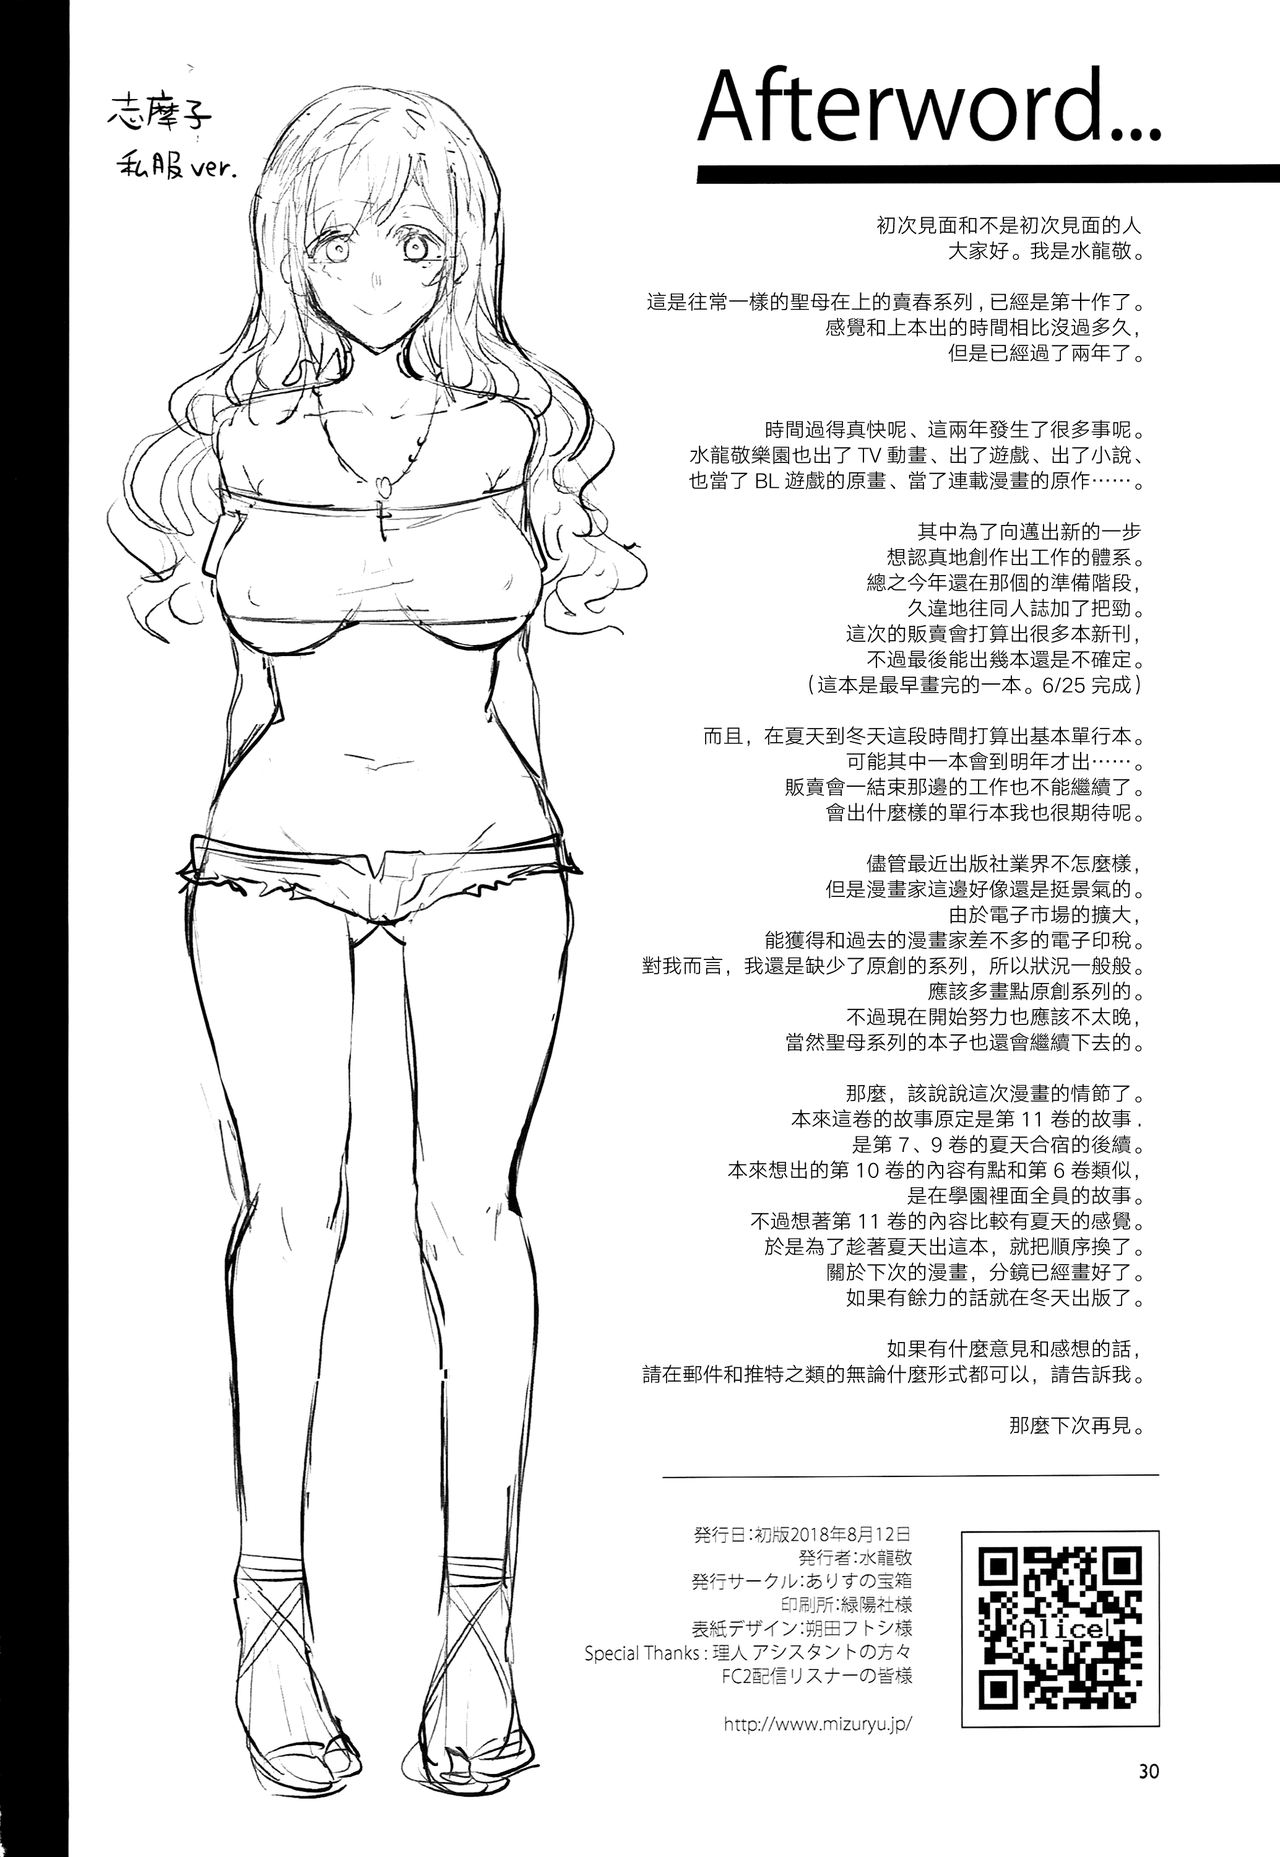 志摩子
私服 ver.
Afterword...
初次見面和不是初次見面的人
大家好。我是水龍敬。
這是往常一樣的聖母在上的賣春系列，已經是第十作了。
感覺和上本出的時間相比沒過多久，
但是已經過了兩年了。
時間過得真快呢、這兩年發生了很多事呢。
水龍敬樂園也出了 TV 動畫、出了遊戲、出了小說、
也當了 BL 遊戲的原畫、當了連載漫畫的原作……。
其中為了向邁出新的一步
想認真地創作出工作的體系。
總之今年還在那個的準備階段，
久違地往同人誌加了把勁。
這次的販賣會打算出很多本新刊，
不過最後能出幾本還是不確定。
（這本是最早畫完的一本。6/25 完成）
而且，在夏天到冬天這段時間打算出基本單行本。
可能其中一本會到明年才出……。
販賣會一結束那邊的工作也不能繼續了。
會出什麼樣的單行本我也很期待呢。
儘管最近出版社業界不怎麼樣，
但是漫畫家這邊好像還是挺景氣的。
由於電子市場的擴大，
能獲得和過去的漫畫家差不多的電子印稅。
對我而言，我還是缺少了原創的系列，所以狀況一般般。
應該多畫點原創系列的。
不過現在開始努力也應該不太晚，
當然聖母系列的本子也還會繼續下去的。
那麼，該說說這次漫畫的情節了。
本來這卷的故事原定是第 11 卷的故事.
是第 7、9 卷的夏天合宿的後續。
本來想出的第 10 卷的內容有點和第 6 卷類似，
是在學園裡面全員的故事。
不過想著第 11 卷的內容比較有夏天的感覺。
於是為了趁著夏天出這本，就把順序換了。
關於下次的漫畫，分鏡已經畫好了。
如果有餘力的話就在冬天出版了。
如果有什麼意見和感想的話，
請在郵件和推特之類的無論什麼形式都可以，請告訴我。
那麼下次再見。
発行日：初版2018年8月12日
発行者：水龍敬
発行サークル：ありすの宝箱
印刷所：緑陽社様
表紙デザイン：朔田フトシ様
Special Thanks : 理人 アシスタントの方々
FC2配信リスナーの皆様
http://www.mizuryu.jp/
Alice
30